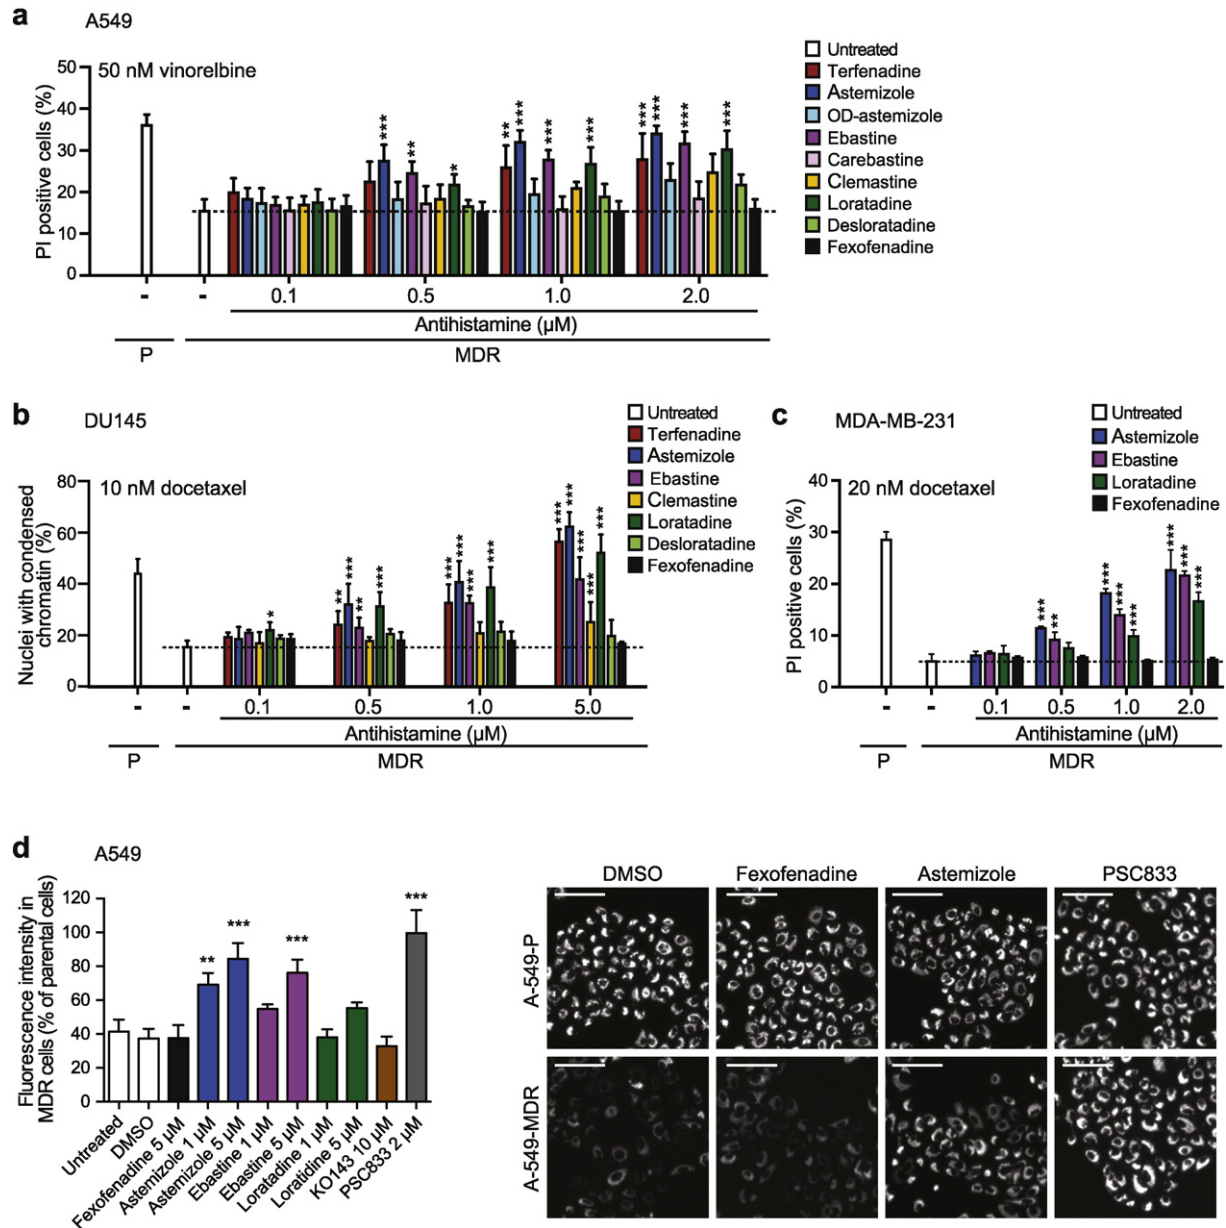 a
A549
50 nM vinorelbine
PI positive cells (%)
50
40
30
20
10
0
***
**
*
**
***
***
***
***
***
***
***
Untreated
Terfenadine
Astemizole
OD-astemizole
Ebastine
Carebastine
Clemastine
Loratadine
Desloratadine
Fexofenadine
-
-
0.1
0.5
1.0
2.0
Antihistamine (µM)
P
MDR
b
DU145
10 nM docetaxel
Nuclei with condensed
chromatin (%)
80
60
40
20
0
*
**
***
**
***
***
***
***
***
***
***
***
***
***
Untreated
Terfenadine
Astemizole
Ebastine
Clemastine
Loratadine
Desloratadine
Fexofenadine
-
-
0.1
0.5
1.0
5.0
Antihistamine (µM)
P
MDR
c
MDA-MB-231
20 nM docetaxel
PI positive cells (%)
40
30
20
10
0
***
**
***
***
***
***
***
***
Untreated
Astemizole
Ebastine
Loratadine
Fexofenadine
-
-
0.1
0.5
1.0
2.0
Antihistamine (µM)
P
MDR
d
A549
Fluorescence intensity in
MDR cells (% of parental cells)
120
100
80
60
40
20
0
**
***
***
***
Untreated
DMSO
Fexofenadine 5 µM
Astemizole 1 µM
Astemizole 5 µM
Ebastine 1 µM
Ebastine 5 µM
Loratadine 1 µM
Loratidine 5 µM
KO143 10 µM
PSC833 2 µM
DMSO
Fexofenadine
Astemizole
PSC833
A-549-P
A-549-MDR